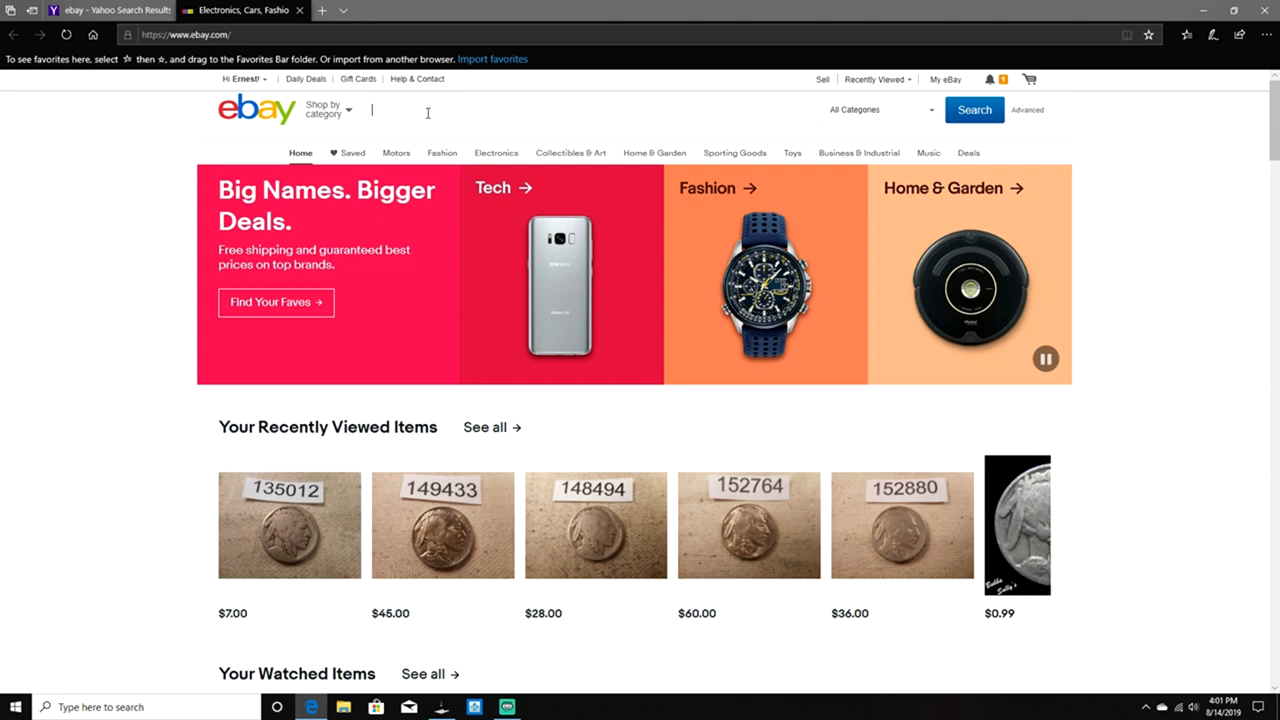 ebay - Yahoo Search Results
Electronics, Cars, Fashio
https://www.ebay.com/
To see favorites here, select ☆ then ☆, and drag to the Favorites Bar folder. Or import from another browser. Import favorites
Hi Ernest!
Daily Deals
Gift Cards
Help & Contact
Sell
Recently Viewed
My eBay
1
ebay
Shop by
category
All Categories
Search
Advanced
Home
Saved
Motors
Fashion
Electronics
Collectibles & Art
Home & Garden
Sporting Goods
Toys
Business & Industrial
Music
Deals
Big Names. Bigger
Deals.
Free shipping and guaranteed best
prices on top brands.
Find Your Faves →
Tech →
Fashion →
Home & Garden →
SAMSUNG
Your Recently Viewed Items
See all →
135012
149433
148494
152764
152880
Bubba
Sally's
$7.00
$45.00
$28.00
$60.00
$36.00
$0.99
Your Watched Items
See all →
Type here to search
4:01 PM
8/14/2019